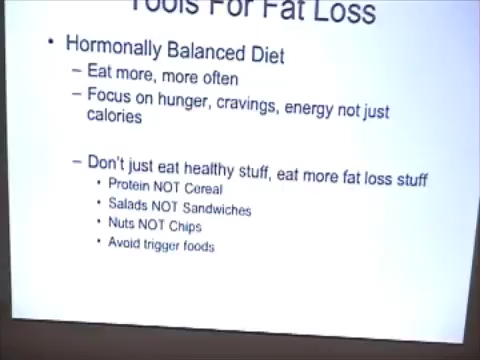 Tools For Fat Loss
• Hormonally Balanced Diet
– Eat more, more often
– Focus on hunger, cravings, energy not just
calories
– Don't just eat healthy stuff, eat more fat loss stuff
• Protein NOT Cereal
• Salads NOT Sandwiches
• Nuts NOT Chips
• Avoid trigger foods